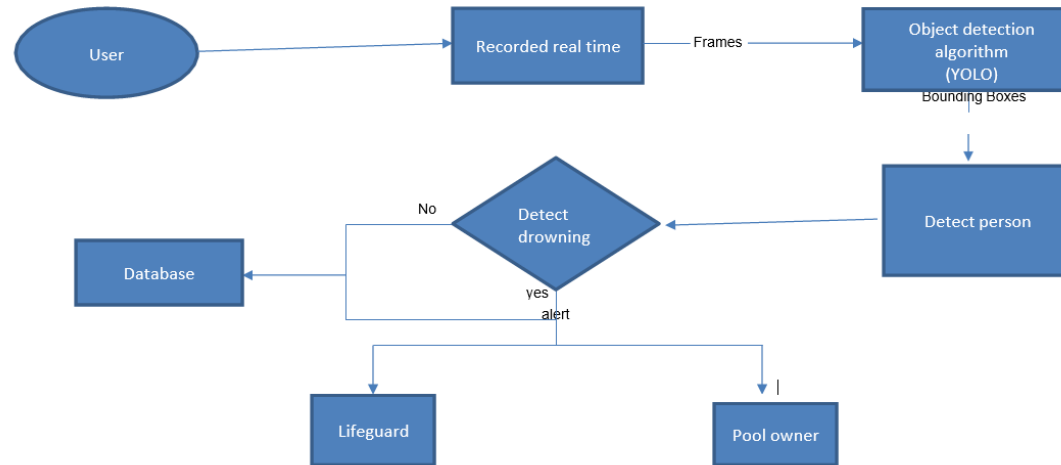 User
Recorded real time
Frames
Object detection
algorithm
(YOLO)
Bounding Boxes
Detect person
Detect
drowning
No
Database
yes
alert
Lifeguard
Pool owner